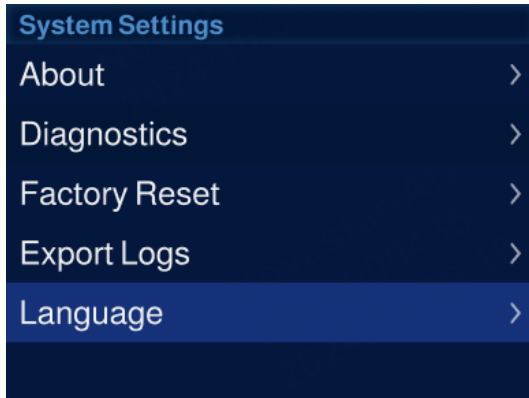 System Settings
About
Diagnostics
Factory Reset
Export Logs
Language